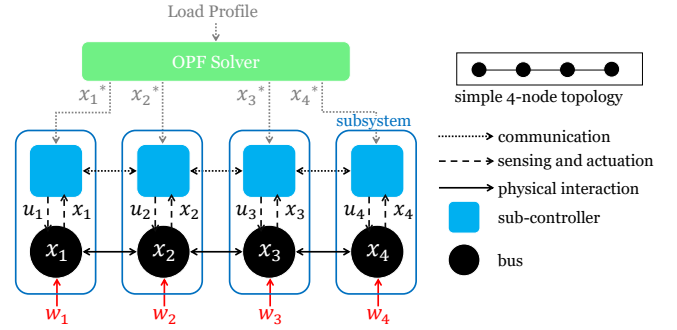 Load Profile
OPF Solver
x₁* x₂* x₃* x₄*
simple 4-node topology
subsystem
communication
sensing and actuation
physical interaction
u₁ x₁ u₂ x₂ u₃ x₃ u₄ x₄
sub-controller
x₁ x₂ x₃ x₄
bus
w₁ w₂ w₃ w₄